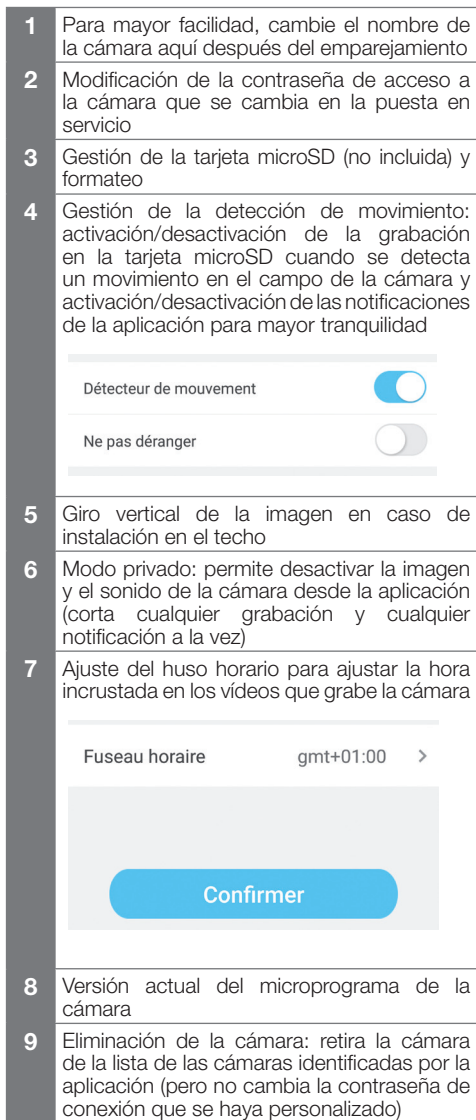 1 Para mayor facilidad, cambie el nombre de
la cámara aquí después del emparejamiento
2 Modificación de la contraseña de acceso a
la cámara que se cambia en la puesta en
servicio
3 Gestión de la tarjeta microSD (no incluida) y
formateo
4 Gestión de la detección de movimiento:
activación/desactivación de la grabación
en la tarjeta microSD cuando se detecta
un movimiento en el campo de la cámara y
activación/desactivación de las notificaciones
de la aplicación para mayor tranquilidad
Détecteur de mouvement
Ne pas déranger
5 Giro vertical de la imagen en caso de
instalación en el techo
6 Modo privado: permite desactivar la imagen
y el sonido de la cámara desde la aplicación
(corta cualquier grabación y cualquier
notificación a la vez)
7 Ajuste del huso horario para ajustar la hora
incrustada en los vídeos que grabe la cámara
Fuseau horaire gmt+01:00 >
Confirmer
8 Versión actual del microprograma de la
cámara
9 Eliminación de la cámara: retira la cámara
de la lista de las cámaras identificadas por la
aplicación (pero no cambia la contraseña de
conexión que se haya personalizado)